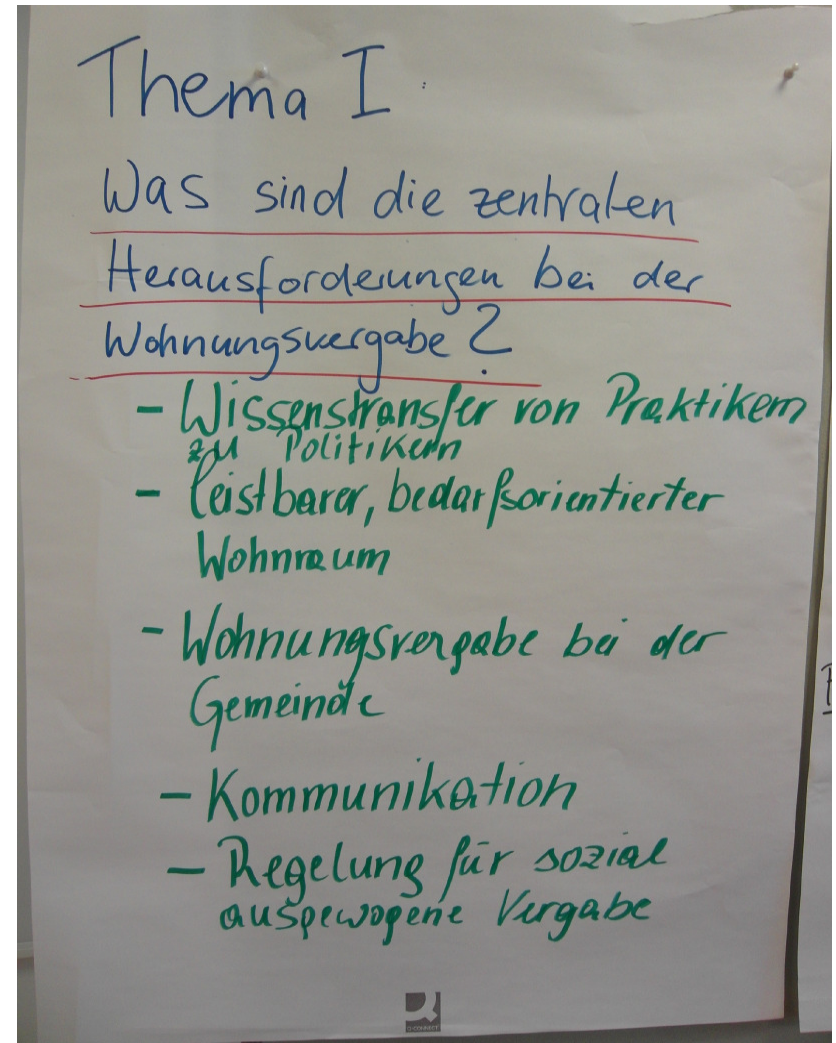 Thema I
Was sind die zentralen
Herausforderungen bei der
Wohnungsvergabe?
- Wissenstransfer von Praktikern
zu Politikern
- leistbarer, bedarfsorientierter
Wohnraum
- Wohnungsvergabe bei der
Gemeinde
- Kommunikation
- Regelung für sozial
ausgewogene Vergabe
Q-CONNECT